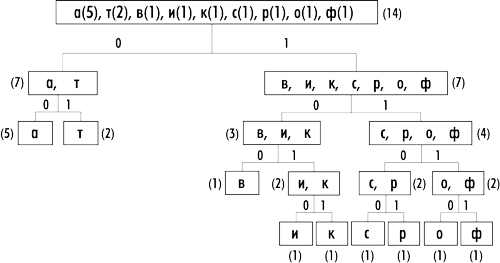 а(5), т(2), в(1), и(1), к(1), с(1), р(1), о(1), ф(1) (14)
0 1
(7) а, т в, и, к, с, р, о, ф (7)
0 1 0 1
(5) а т (2) (3) в, и, к с, р, о, ф (4)
0 1 0 1
(1) в (2) и, к с, р (2) о, ф (2)
0 1 0 1 0 1
и к с р о ф
(1) (1) (1) (1) (1) (1)